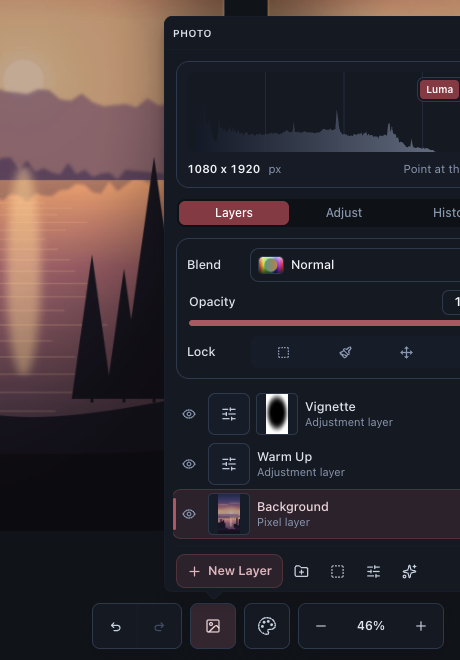 PHOTO
Luma
1080 x 1920 px
Point at th
Layers
Adjust
Histo
Blend
Normal
Opacity
1
Lock
Vignette
Adjustment layer
Warm Up
Adjustment layer
Background
Pixel layer
New Layer
46%